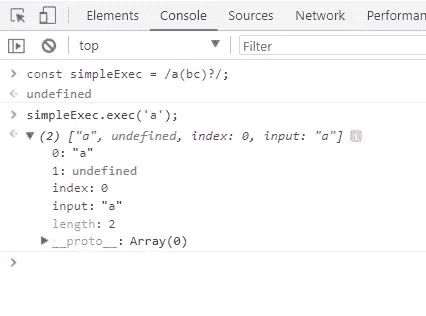 Elements Console Sources Network Performan
top Filter
> const simpleExec = /a(bc)?/;
undefined
> simpleExec.exec('a');
(2) ["a", undefined, index: 0, input: "a"] i
0: "a"
1: undefined
index: 0
input: "a"
length: 2
__proto__: Array(0)
>